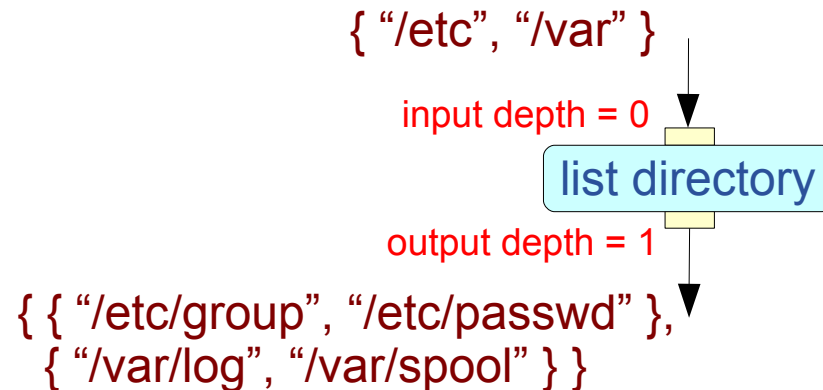 { “/etc”, “/var” }
input depth = 0
list directory
output depth = 1
{ { “/etc/group”, “/etc/passwd” },
{ “/var/log”, “/var/spool” } }